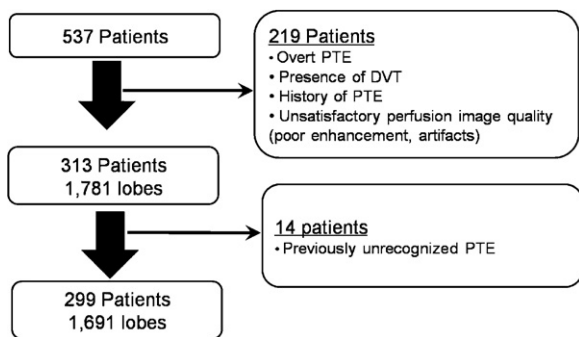 537 Patients
219 Patients
• Overt PTE
• Presence of DVT
• History of PTE
• Unsatisfactory perfusion image quality
(poor enhancement, artifacts)
313 Patients
1,781 lobes
14 patients
• Previously unrecognized PTE
299 Patients
1,691 lobes